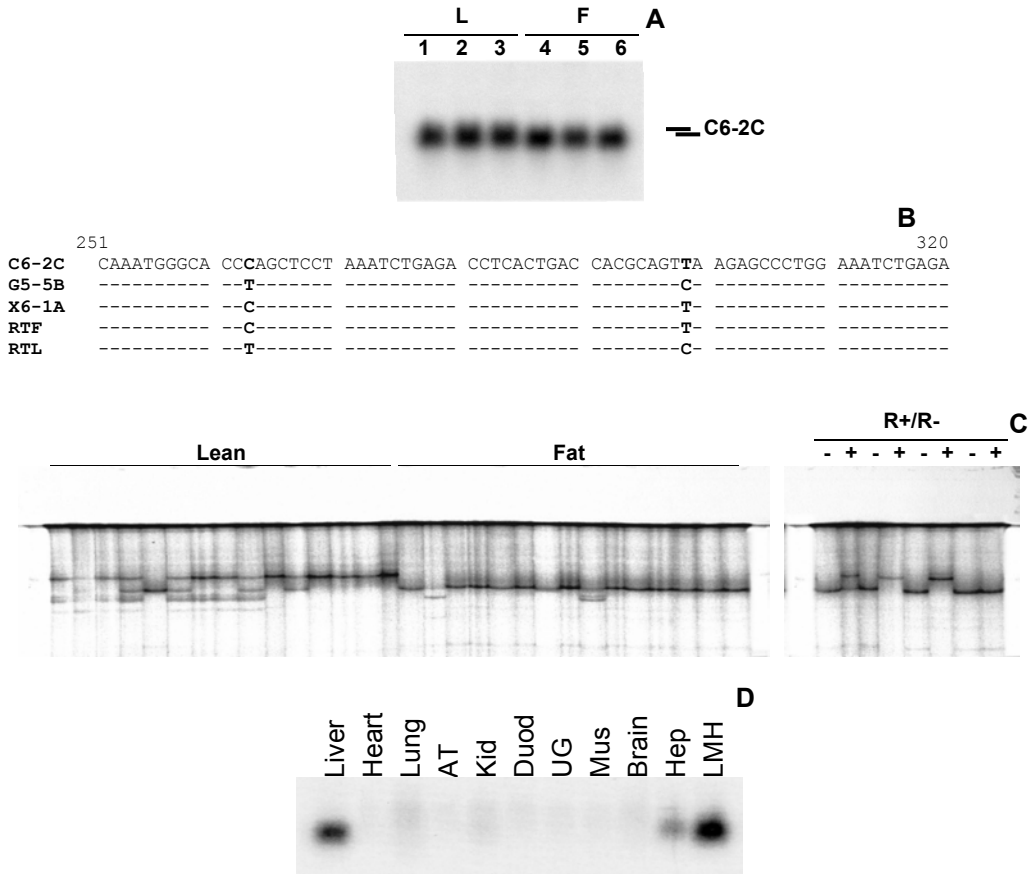 L F A
1 2 3 4 5 6
C6-2C
B
251 320
C6-2C CAAATGGGCA CCCAGCTCCT AAATCTGAGA CCTCACTGAC CACGCAGTTA AGAGCCCTGG AAATCTGAGA
G5-5B ---------- --T------- ---------- ---------- --------C- ---------- ----------
X6-1A ---------- --C------- ---------- ---------- --------T- ---------- ----------
RTF ---------- --C------- ---------- ---------- --------T- ---------- ----------
RTL ---------- --T------- ---------- ---------- --------C- ---------- ----------
R+/R- C
Lean Fat - + - + - + - +
D
Liver Heart Lung AT Kid Duod UG Mus Brain Hep LMH